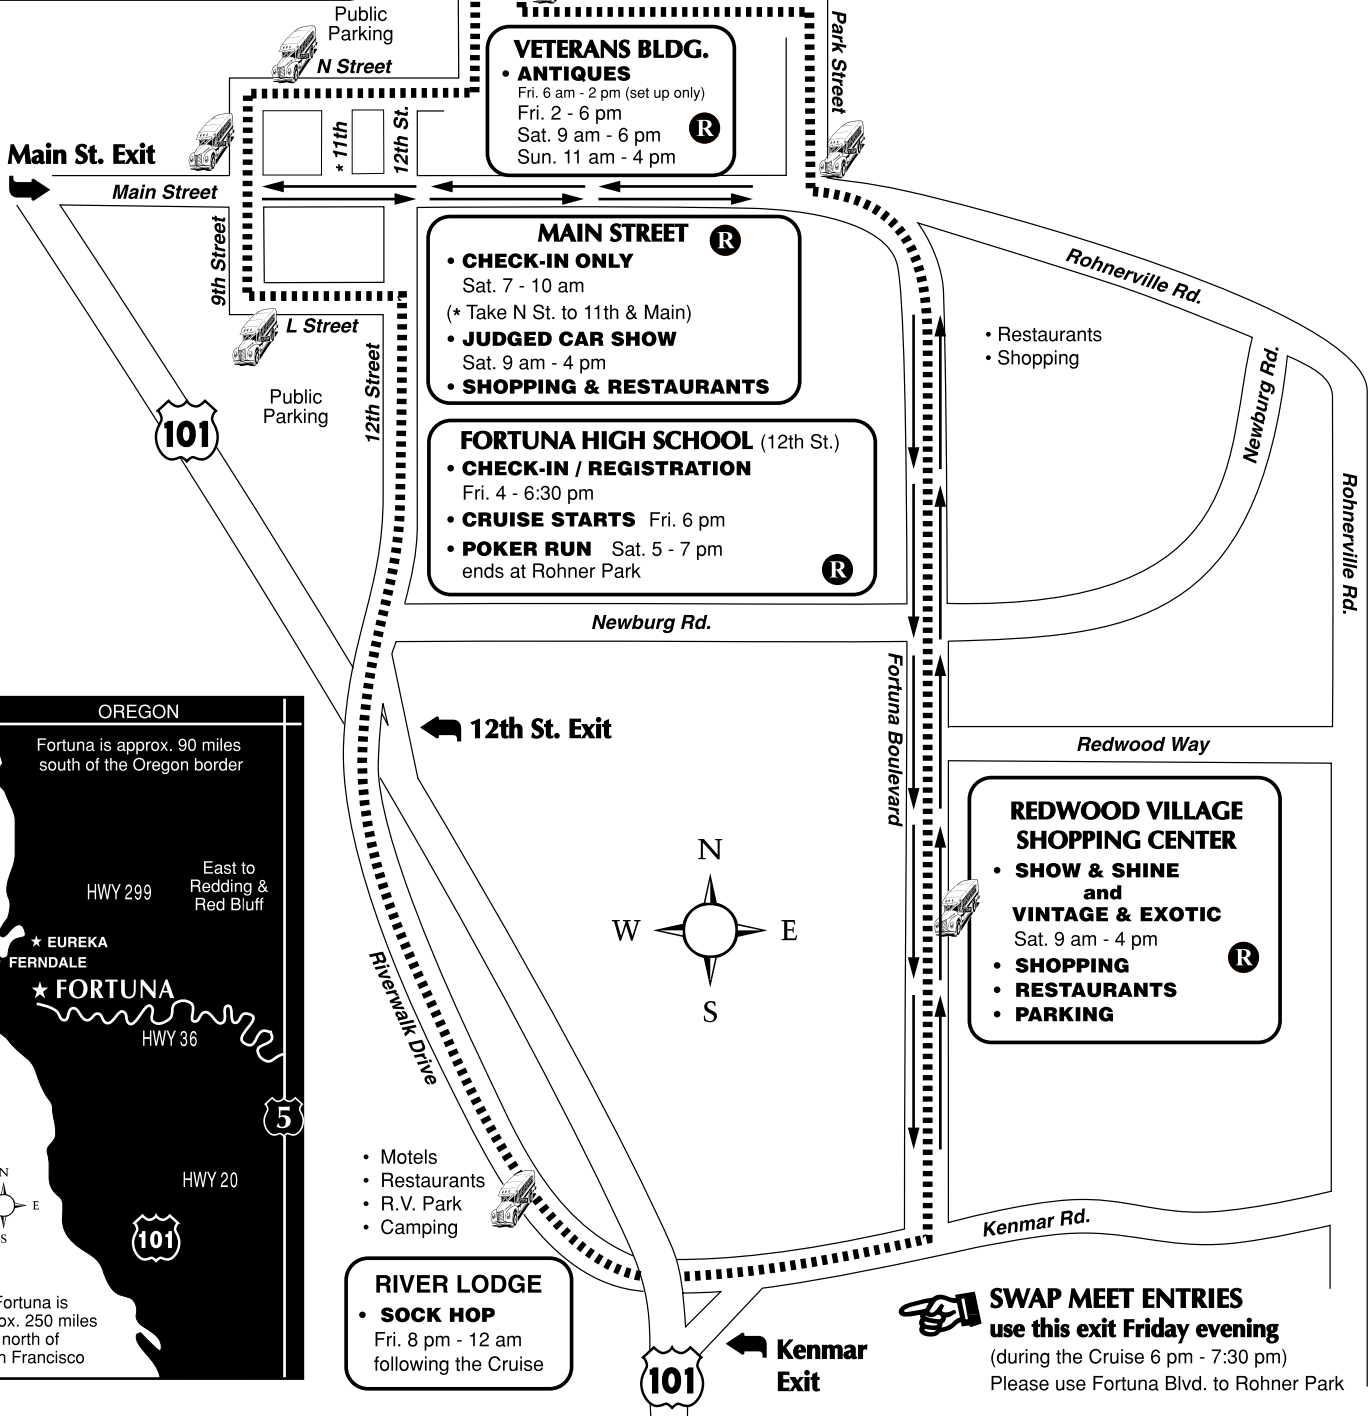 Public
Parking
N Street
Park Street
VETERANS BLDG.
• ANTIQUES
Fri. 6 am - 2 pm (set up only)
Fri. 2 - 6 pm
Sat. 9 am - 6 pm
Sun. 11 am - 4 pm
R
* 11th
12th St.
Main St. Exit
Main Street
9th Street
MAIN STREET
R
• CHECK-IN ONLY
Sat. 7 - 10 am
(* Take N St. to 11th & Main)
• JUDGED CAR SHOW
Sat. 9 am - 4 pm
• SHOPPING & RESTAURANTS
Rohnerville Rd.
L Street
12th Street
• Restaurants
• Shopping
Newburg Rd.
Public
Parking
101
FORTUNA HIGH SCHOOL (12th St.)
• CHECK-IN / REGISTRATION
Fri. 4 - 6:30 pm
• CRUISE STARTS Fri. 6 pm
• POKER RUN Sat. 5 - 7 pm
ends at Rohner Park
R
Rohnerville Rd.
Newburg Rd.
Fortuna Boulevard
12th St. Exit
Redwood Way
OREGON
Fortuna is approx. 90 miles
south of the Oregon border
HWY 299
East to
Redding &
Red Bluff
EUREKA
FERNDALE
FORTUNA
HWY 36
5
HWY 20
101
N
E
S
Fortuna is
ox. 250 miles
north of
n Francisco
N
W
E
S
REDWOOD VILLAGE
SHOPPING CENTER
• SHOW & SHINE
and
VINTAGE & EXOTIC
Sat. 9 am - 4 pm
• SHOPPING
• RESTAURANTS
• PARKING
R
Riverwalk Drive
• Motels
• Restaurants
• R.V. Park
• Camping
Kenmar Rd.
RIVER LODGE
• SOCK HOP
Fri. 8 pm - 12 am
following the Cruise
101
Kenmar
Exit
SWAP MEET ENTRIES
use this exit Friday evening
(during the Cruise 6 pm - 7:30 pm)
Please use Fortuna Blvd. to Rohner Park